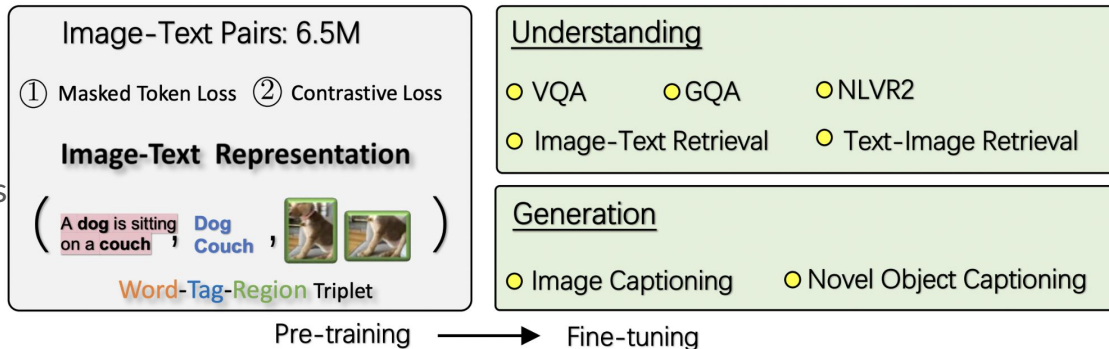 Image-Text Pairs: 6.5M
① Masked Token Loss ② Contrastive Loss
Image-Text Representation
s
( A dog is sitting on a couch , Dog Couch , )
Word-Tag-Region Triplet
Understanding
VQA GQA NLVR2
Image-Text Retrieval Text-Image Retrieval
Generation
Image Captioning Novel Object Captioning
Pre-training Fine-tuning